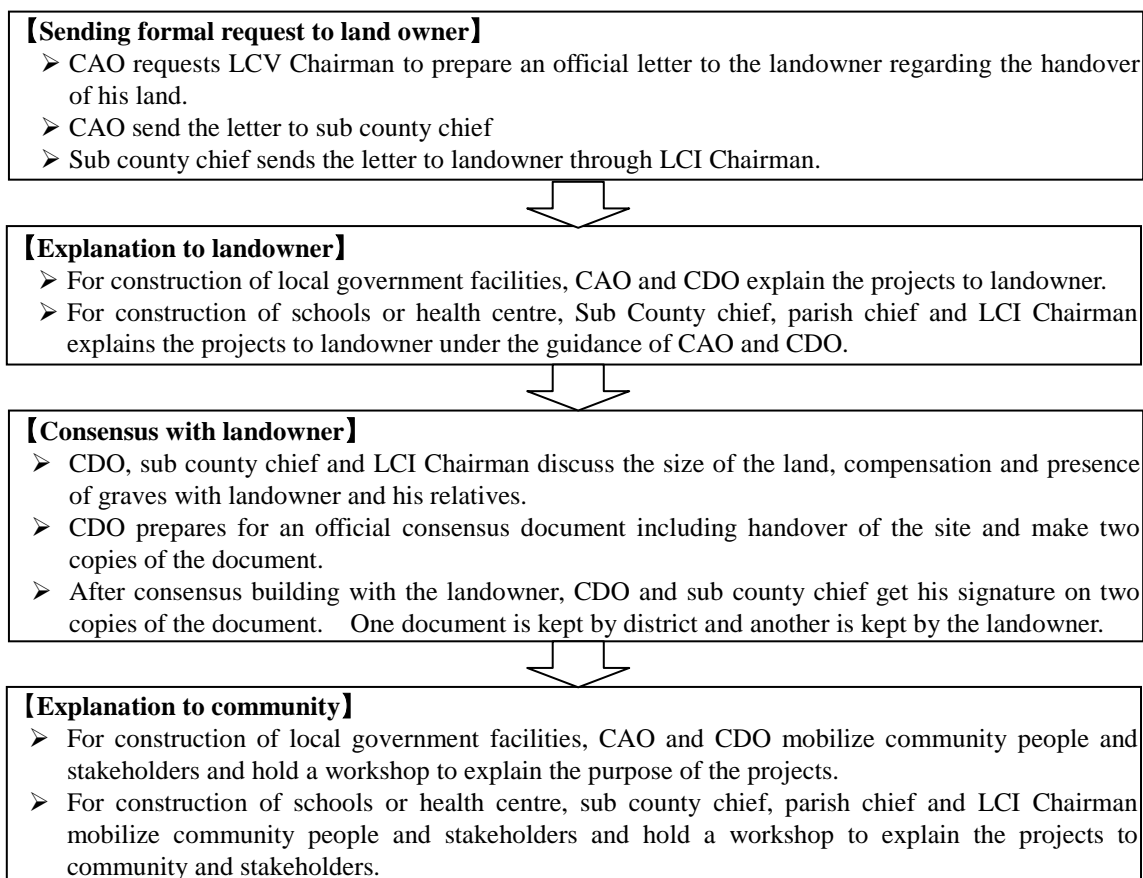 【Sending formal request to land owner】
➢ CAO requests LCV Chairman to prepare an official letter to the landowner regarding the handover
of his land.
➢ CAO send the letter to sub county chief
➢ Sub county chief sends the letter to landowner through LCI Chairman.
【Explanation to landowner】
➢ For construction of local government facilities, CAO and CDO explain the projects to landowner.
➢ For construction of schools or health centre, Sub County chief, parish chief and LCI Chairman
explains the projects to landowner under the guidance of CAO and CDO.
【Consensus with landowner】
➢ CDO, sub county chief and LCI Chairman discuss the size of the land, compensation and presence
of graves with landowner and his relatives.
➢ CDO prepares for an official consensus document including handover of the site and make two
copies of the document.
➢ After consensus building with the landowner, CDO and sub county chief get his signature on two
copies of the document. One document is kept by district and another is kept by the landowner.
【Explanation to community】
➢ For construction of local government facilities, CAO and CDO mobilize community people and
stakeholders and hold a workshop to explain the purpose of the projects.
➢ For construction of schools or health centre, sub county chief, parish chief and LCI Chairman
mobilize community people and stakeholders and hold a workshop to explain the projects to
community and stakeholders.